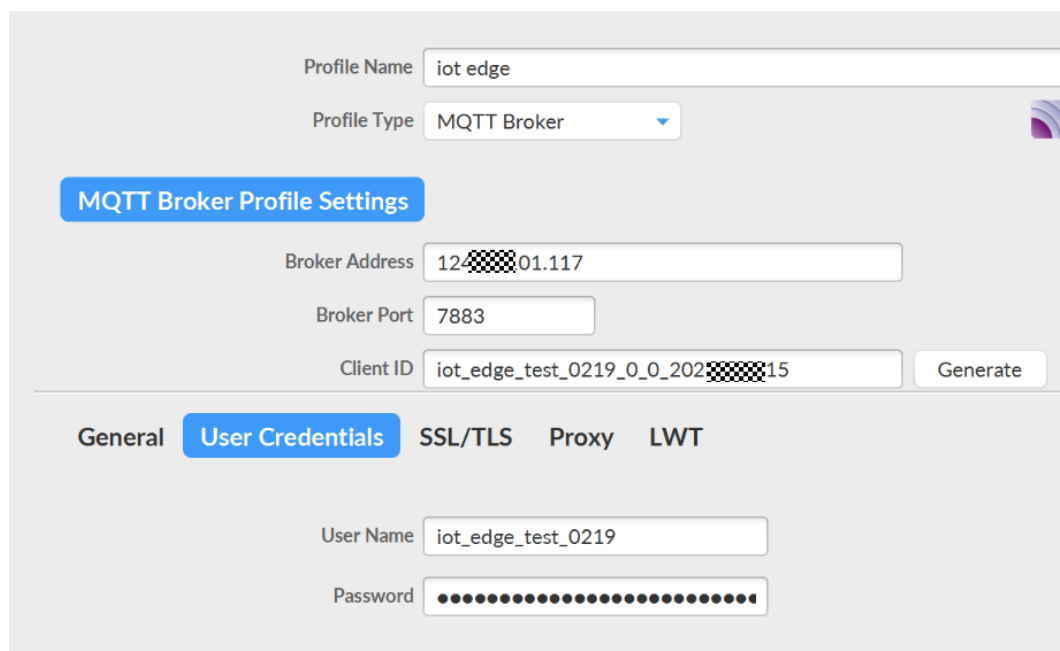 Profile Name iot edge
Profile Type MQTT Broker
MQTT Broker Profile Settings
Broker Address 124 01.117
Broker Port 7883
Client ID iot_edge_test_0219_0_0_202 15 Generate
General User Credentials SSL/TLS Proxy LWT
User Name iot_edge_test_0219
Password